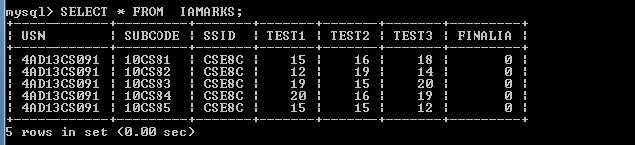 mysql> SELECT * FROM  IAMARKS;
+------------+---------+-------+-------+-------+-------+---------+
| USN        | SUBCODE | SSID  | TEST1 | TEST2 | TEST3 | FINALIA |
+------------+---------+-------+-------+-------+-------+---------+
| 4AD13CS091 | 10CS81  | CSE8C |    15 |    16 |    18 |       0 |
| 4AD13CS091 | 10CS82  | CSE8C |    12 |    19 |    14 |       0 |
| 4AD13CS091 | 10CS83  | CSE8C |    19 |    15 |    20 |       0 |
| 4AD13CS091 | 10CS84  | CSE8C |    20 |    16 |    19 |       0 |
| 4AD13CS091 | 10CS85  | CSE8C |    15 |    15 |    12 |       0 |
+------------+---------+-------+-------+-------+-------+---------+
5 rows in set (0.00 sec)